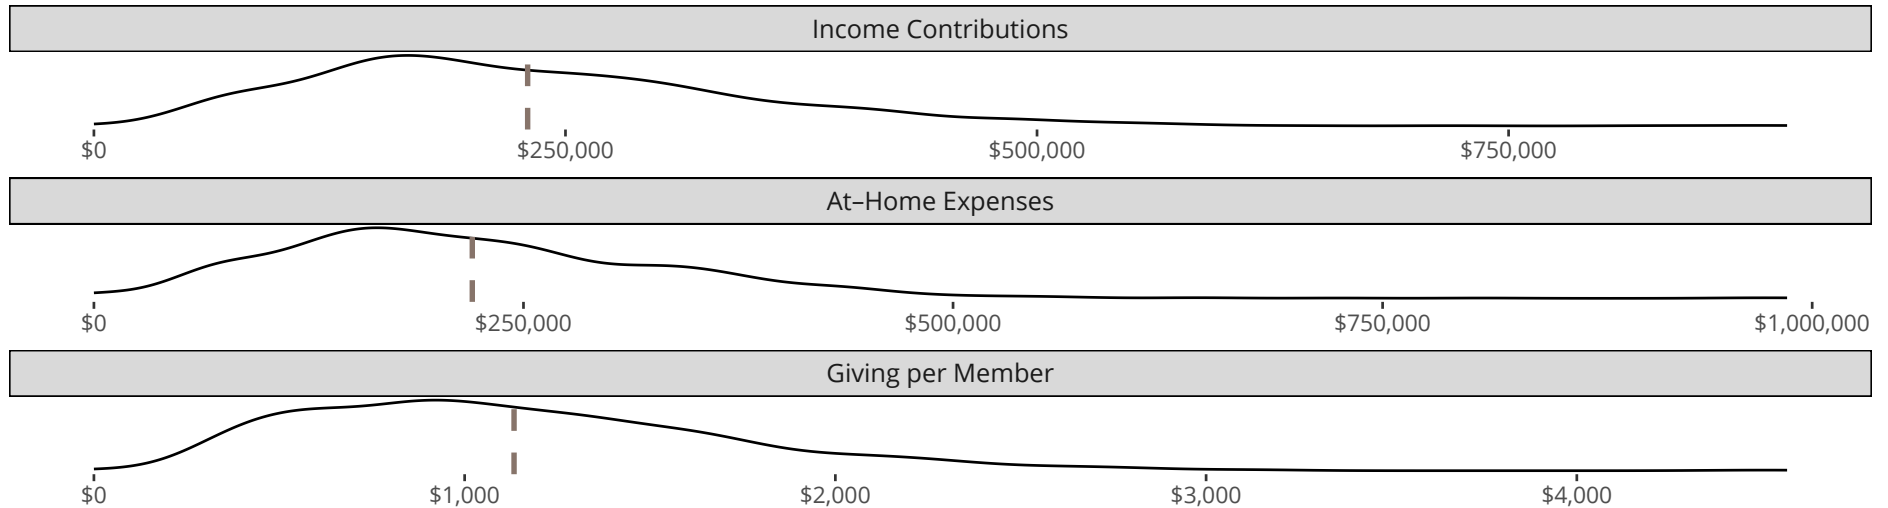 Income Contributions
$0 $250,000 $500,000 $750,000
At–Home Expenses
$0 $250,000 $500,000 $750,000 $1,000,000
Giving per Member
$0 $1,000 $2,000 $3,000 $4,000